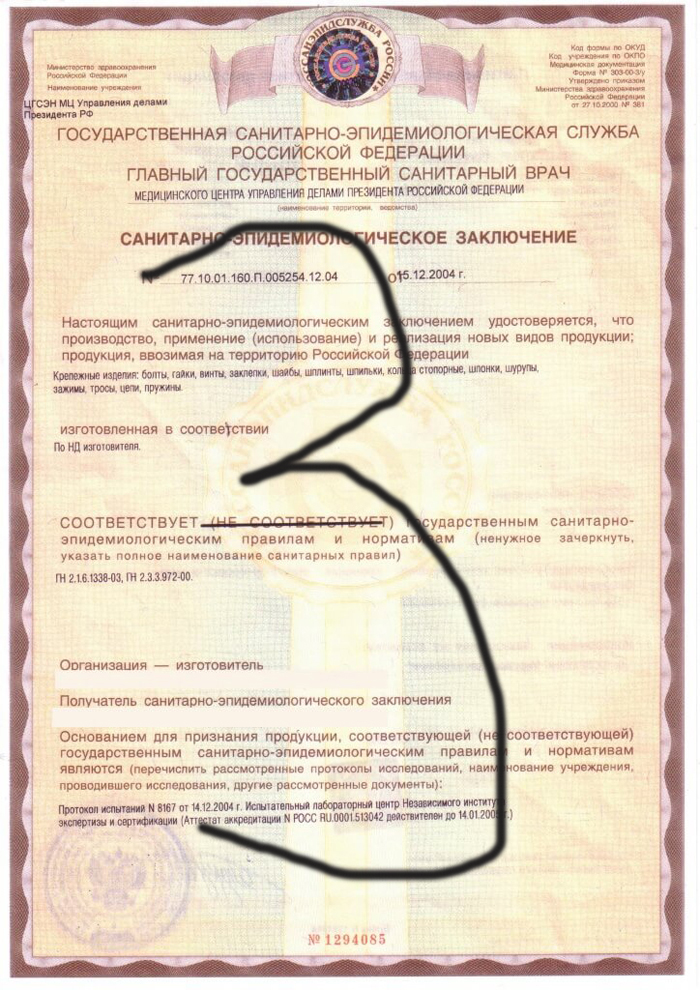 ГОССАНЭПИДСЛУЖБА РОССИИ
Министерство здравоохранения
Российской Федерации
Наименование учреждения
ЦГСЭН МЦ Управления делами
Президента РФ
Код формы по ОКУД
Код учреждения по ОКПО
Медицинская документация
Форма № 303-00-3/у
Утверждено приказом
Министерства здравоохранения
Российской Федерации
от 27.10.2000 № 381
ГОСУДАРСТВЕННАЯ САНИТАРНО-ЭПИДЕМИОЛОГИЧЕСКАЯ СЛУЖБА
РОССИЙСКОЙ ФЕДЕРАЦИИ
ГЛАВНЫЙ ГОСУДАРСТВЕННЫЙ САНИТАРНЫЙ ВРАЧ
МЕДИЦИНСКОГО ЦЕНТРА УПРАВЛЕНИЯ ДЕЛАМИ ПРЕЗИДЕНТА РОССИЙСКОЙ ФЕДЕРАЦИИ
(наименование территории, ведомства)
САНИТАРНО-ЭПИДЕМИОЛОГИЧЕСКОЕ ЗАКЛЮЧЕНИЕ
№ 77.10.01.160.П.005254.12.04 от 15.12.2004 г.
Настоящим санитарно-эпидемиологическим заключением удостоверяется, что
производство, применение (использование) и реализация новых видов продукции;
продукция, ввозимая на территорию Российской Федерации
Крепежные изделия: болты, гайки, винты, заклепки, шайбы, шплинты, шпильки, кольца стопорные, шпонки, шурупы,
зажимы, тросы, цепи, пружины.
изготовленная в соответствии
По НД изготовителя.
СООТВЕТСТВУЕТ (НЕ СООТВЕТСТВУЕТ) государственным санитарно-
эпидемиологическим правилам и нормативам (ненужное зачеркнуть,
указать полное наименование санитарных правил)
ГН 2.1.6.1338-03, ГН 2.3.3.972-00.
Организация — изготовитель
Получатель санитарно-эпидемиологического заключения
Основанием для признания продукции, соответствующей (не соответствующей)
государственным санитарно-эпидемиологическим правилам и нормативам
являются (перечислить рассмотренные протоколы исследований, наименование учреждения,
проводившего исследования, другие рассмотренные документы):
Протокол испытаний N 8167 от 14.12.2004 г. Испытательный лабораторный центр Независимого института
экспертизы и сертификации (Аттестат аккредитации N РОСС RU.0001.513042 действителен до г.)
№ 1294085
3